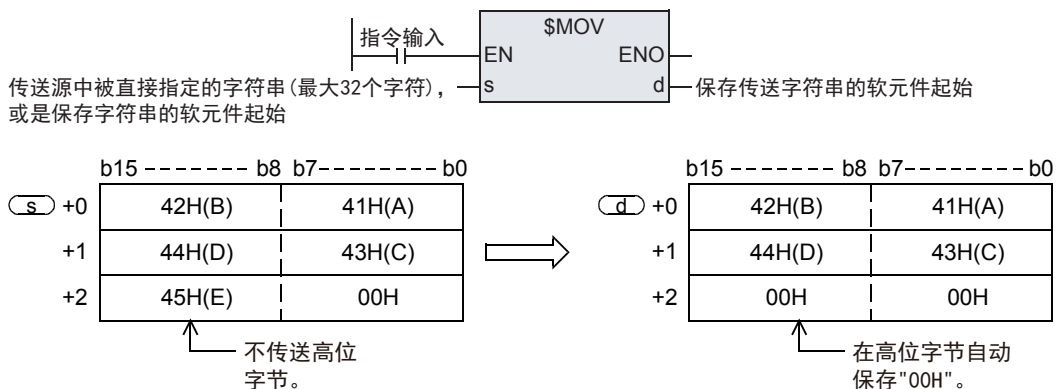 $MOV
指令输入
EN ENO
传送源中被直接指定的字符串(最大32个字符), s d 保存传送字符串的软元件起始
或是保存字符串的软元件起始
b15 -------- b8 b7--------- b0 b15 -------- b8 b7--------- b0
s +0 42H(B) 41H(A) d +0 42H(B) 41H(A)
+1 44H(D) 43H(C) +1 44H(D) 43H(C)
+2 45H(E) 00H +2 00H 00H
不传送高位 在高位字节自动
字节。 保存"00H"。